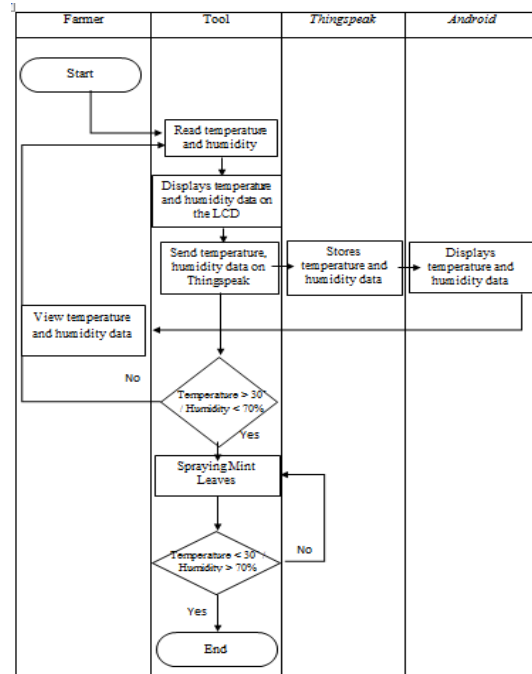 Farmer
Tool
Thingspeak
Android
Start
Read temperature
and humidity
Displays temperature
and humidity data on
the LCD
Send temperature,
humidity data on
Thingspeak
Stores
temperature and
humidity data
Displays
temperature and
humidity data
View temperature
and humidity data
No
Temperature > 30°
/ Humidity < 70%
Yes
Spraying Mint
Leaves
Temperature < 30° /
Humidity > 70%
No
Yes
End